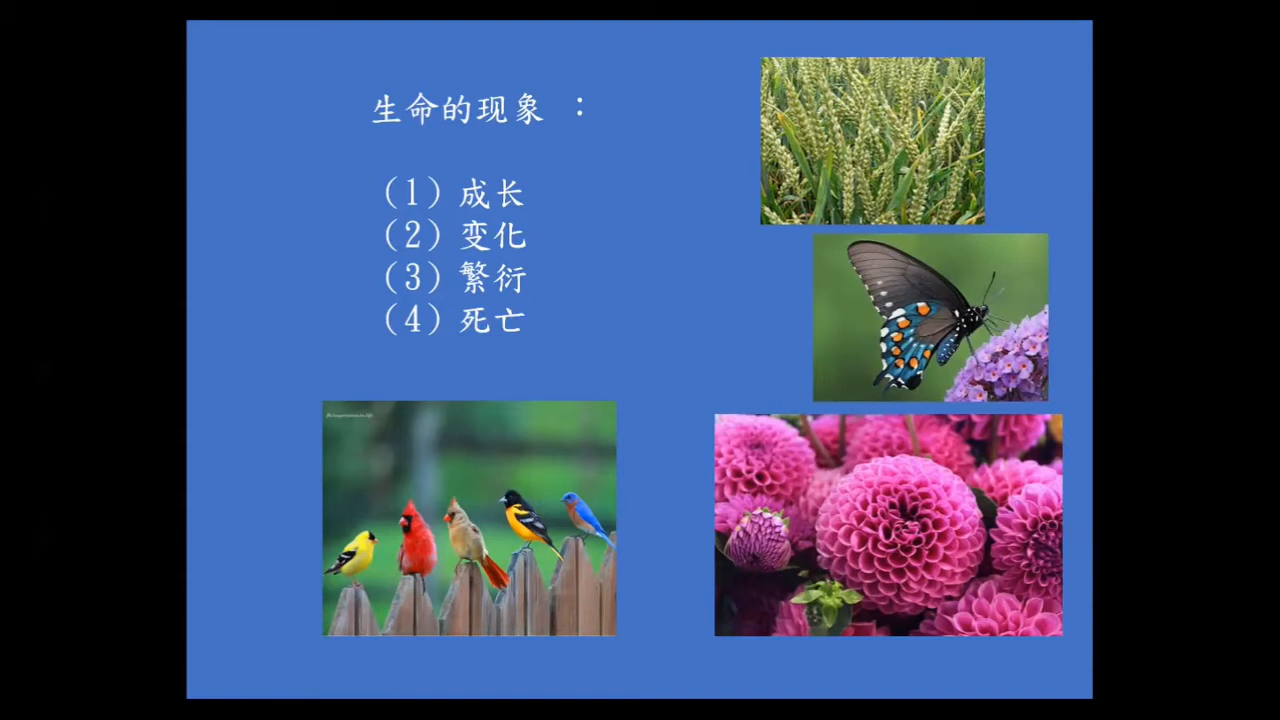 生命的现象 ：
（1）成长
（2）变化
（3）繁衍
（4）死亡